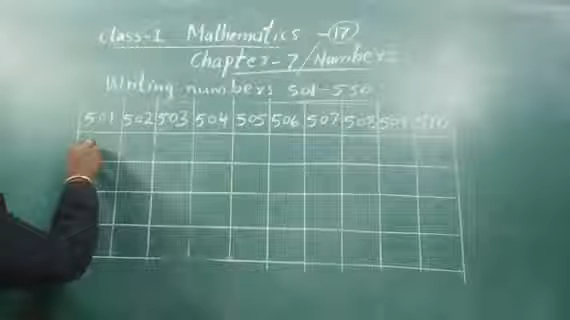 class-1 Mathematics -17
Chapter-7/Numbers
Writing numbers 501-550
501 502 503 504 505 506 507 508 509 510